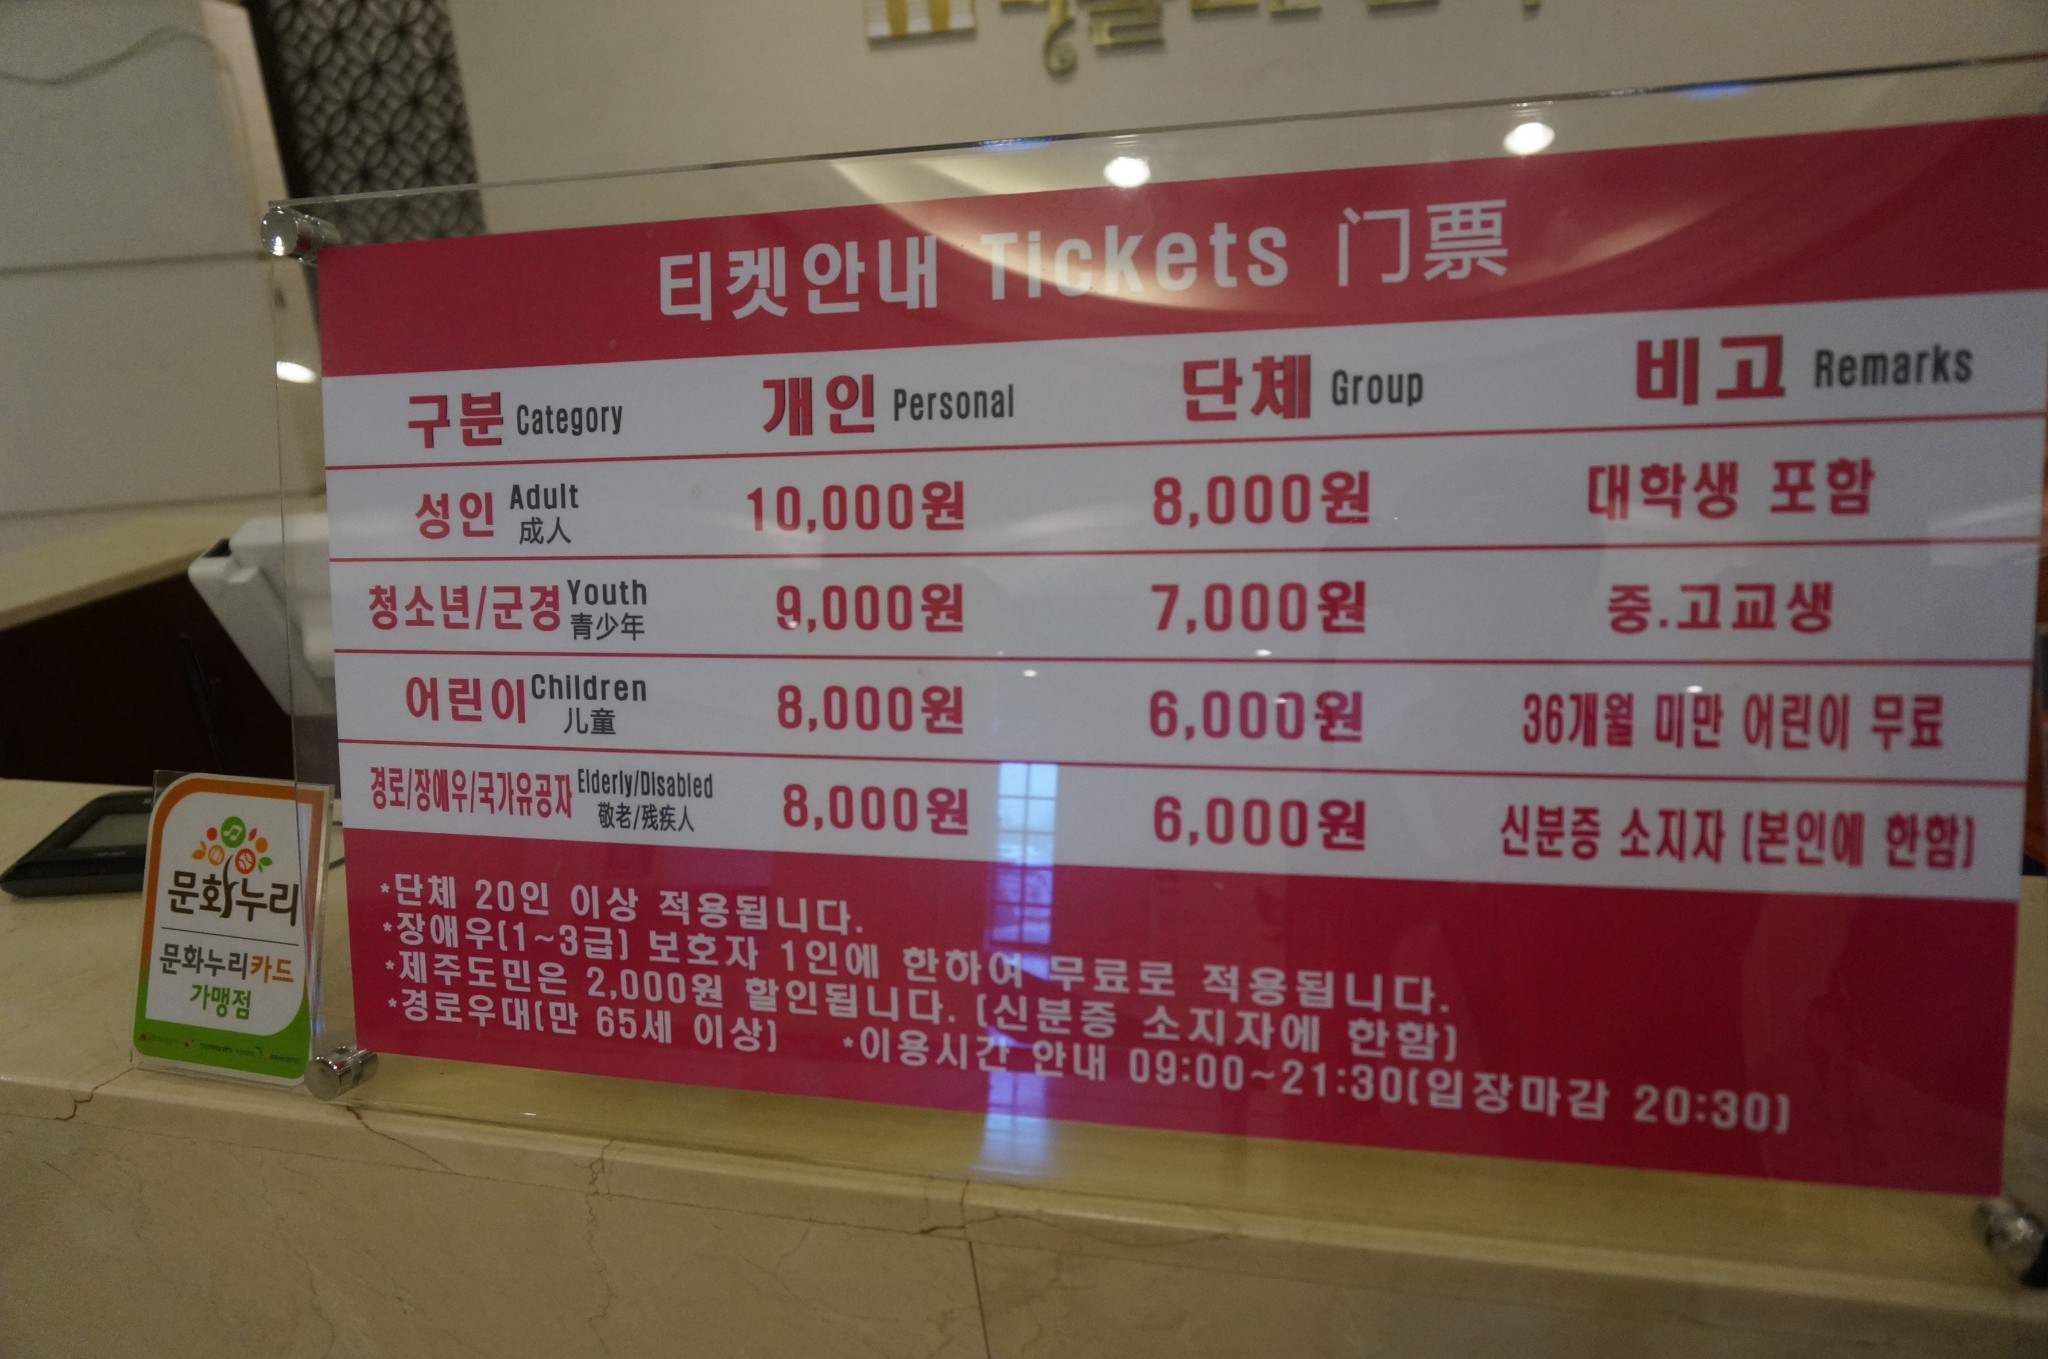 티켓안내 Tickets 门票
구분 Category 개인 Personal 단체 Group 비고 Remarks
성인 Adult 成人 10,000원 8,000원 대학생 포함
청소년/군경 Youth 青少年 9,000원 7,000원 중.고교생
어린이 Children 儿童 8,000원 6,000원 36개월 미만 어린이 무료
경로/장애우/국가유공자 Elderly/Disabled 敬老/残疾人 8,000원 6,000원 신분증 소지자 (본인에 한함)
*단체 20인 이상 적용됩니다.
*장애우(1~3급) 보호자 1인에 한하여 무료로 적용됩니다.
*제주도민은 2,000원 할인됩니다. (신분증 소지자에 한함)
*경로우대(만 65세 이상) *이용시간 안내 09:00~21:30(입장마감 20:30)
문화누리
문화누리카드
가맹점